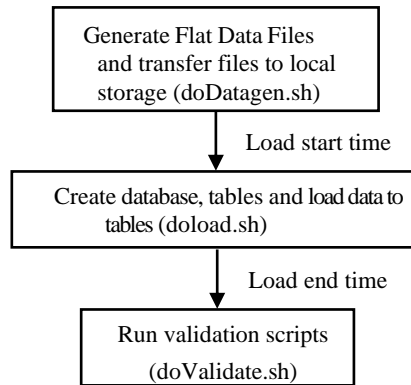 Generate Flat Data Files
and transfer files to local
storage (doDatagen.sh)
Load start time
Create database, tables and load data to
tables (doload.sh)
Load end time
Run validation scripts
(doValidate.sh)